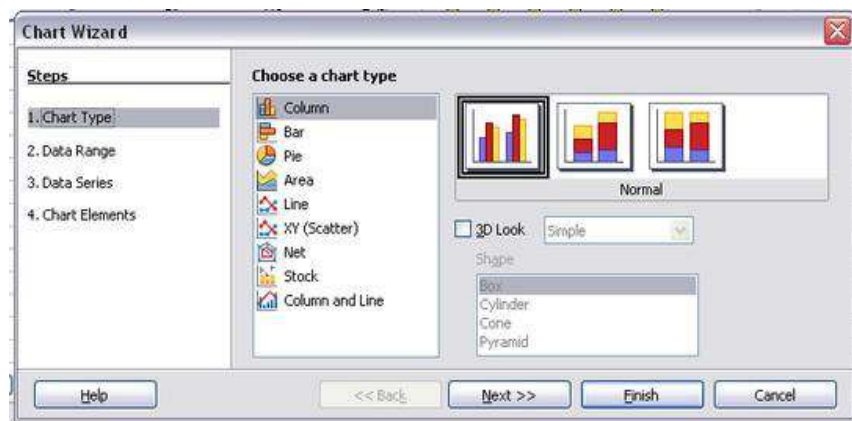 Chart Wizard
Steps
1. Chart Type
2. Data Range
3. Data Series
4. Chart Elements
Choose a chart type
Column
Bar
Pie
Area
Line
XY (Scatter)
Net
Stock
Column and Line
Normal
3D Look
Simple
Shape
Box
Cylinder
Cone
Pyramid
Help
<< Back
Next >>
Finish
Cancel